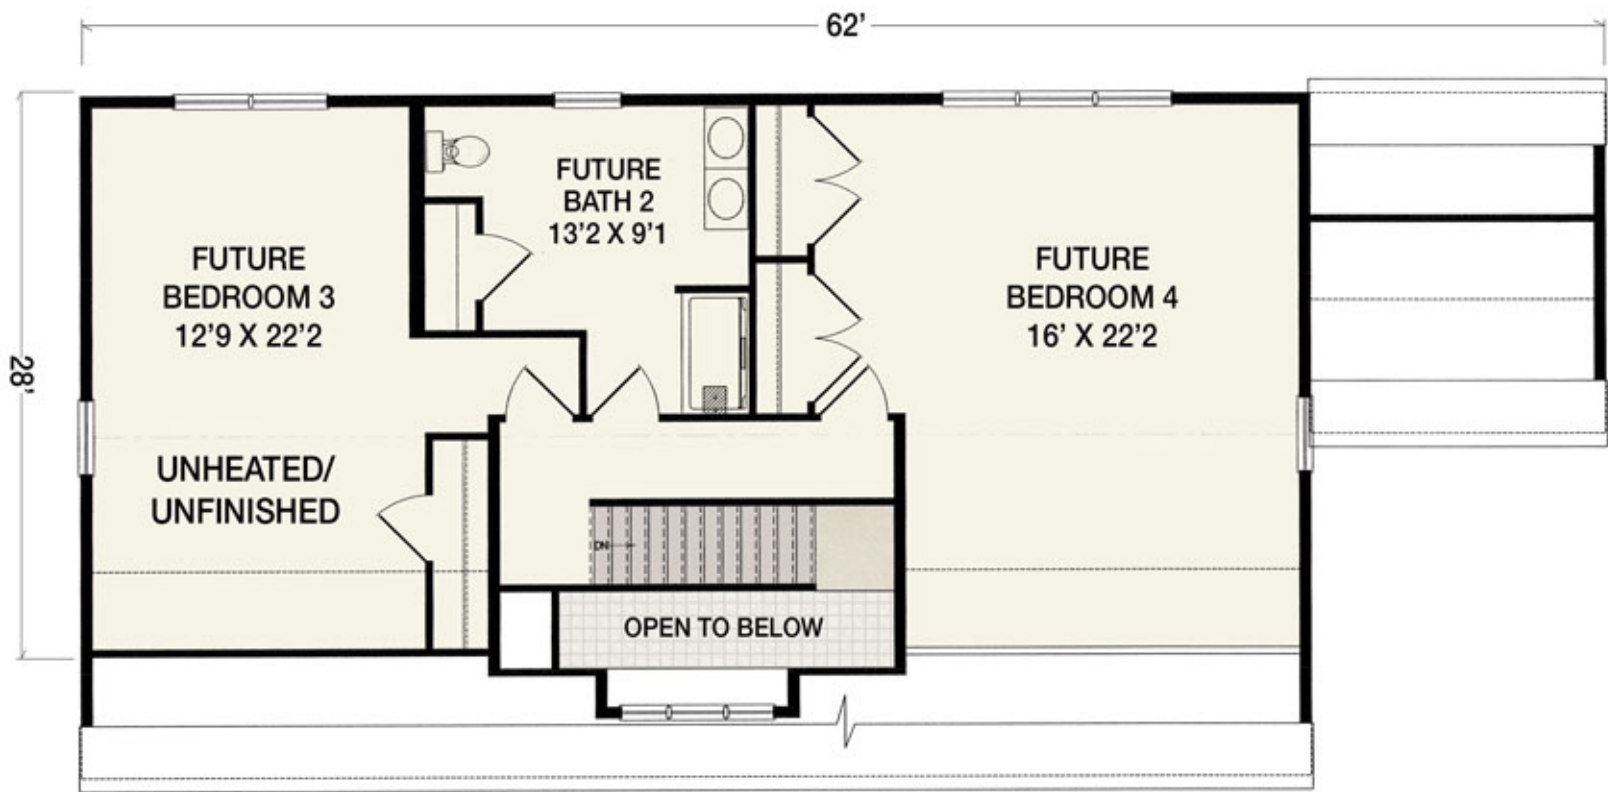 62'
28'
FUTURE
BEDROOM 3
12'9 X 22'2
UNHEATED/
UNFINISHED
FUTURE
BATH 2
13'2 X 9'1
FUTURE
BEDROOM 4
16' X 22'2
DN
OPEN TO BELOW